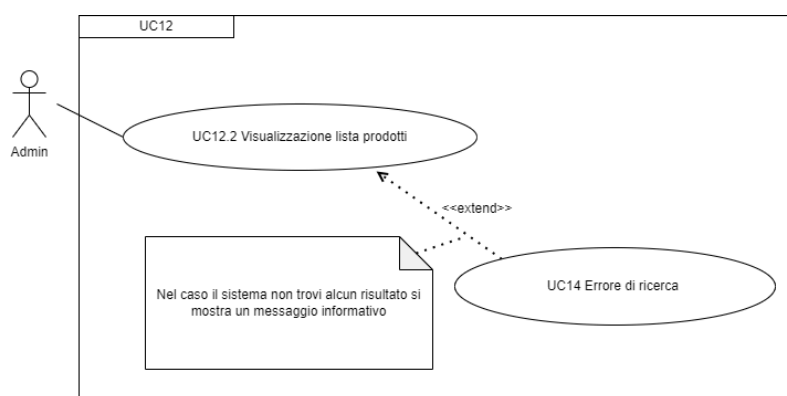 UC12
Admin
UC12.2 Visualizzazione lista prodotti
<<extend>>
Nel caso il sistema non trovi alcun risultato si
mostra un messaggio informativo
UC14 Errore di ricerca